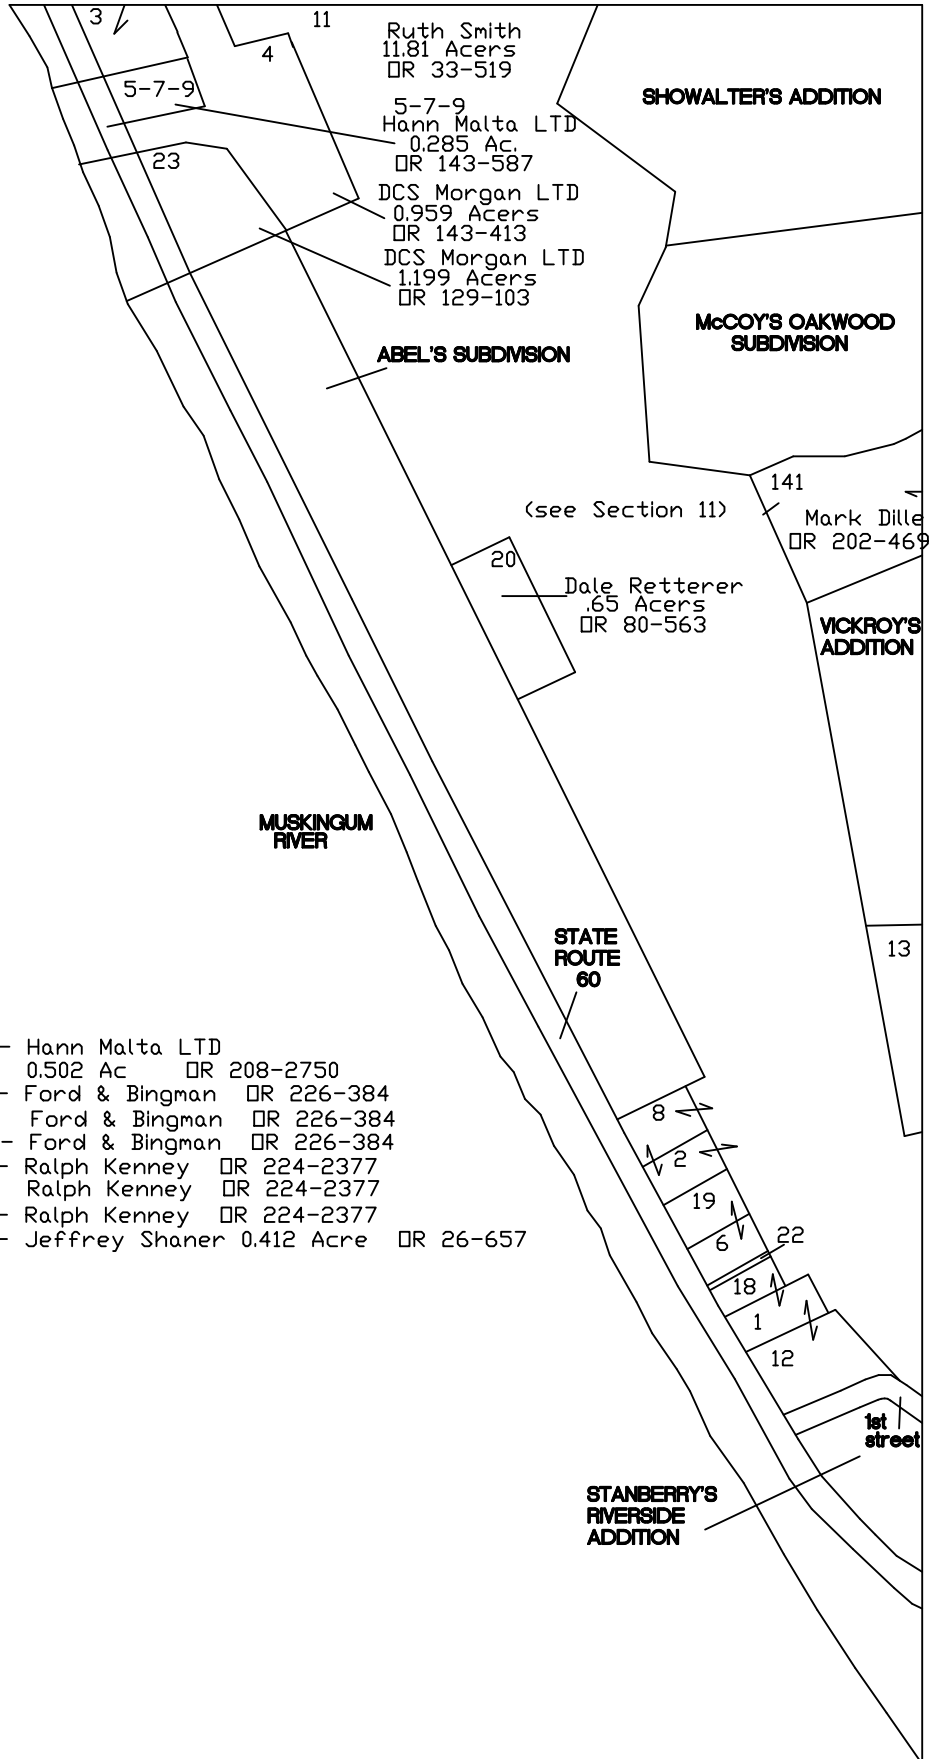 3
11
4
Ruth Smith
11.81 Acers
OR 33-519
SHOWALTER'S ADDITION
5-7-9
5-7-9
Hann Malta LTD
0.285 Ac.
OR 143-587
23
DCS Morgan LTD
0.959 Acers
OR 143-413
DCS Morgan LTD
1.199 Acers
OR 129-103
McCOY'S OAKWOOD
SUBDIVISION
ABEL'S SUBDIVISION
141
(see Section 11)
Mark Dille
OR 202-469
20
Dale Retterer
.65 Acers
OR 80-563
VICKROY'S
ADDITION
MUSKINGUM
RIVER
STATE
ROUTE
60
13
- Hann Malta LTD
0.502 Ac OR 208-2750
- Ford & Bingman OR 226-384
Ford & Bingman OR 226-384
- Ford & Bingman OR 226-384
- Ralph Kenney OR 224-2377
Ralph Kenney OR 224-2377
- Ralph Kenney OR 224-2377
- Jeffrey Shaner 0.412 Acre OR 26-657
8
2
19
6
22
18
1
12
1st
street
STANBERRY'S
RIVERSIDE
ADDITION